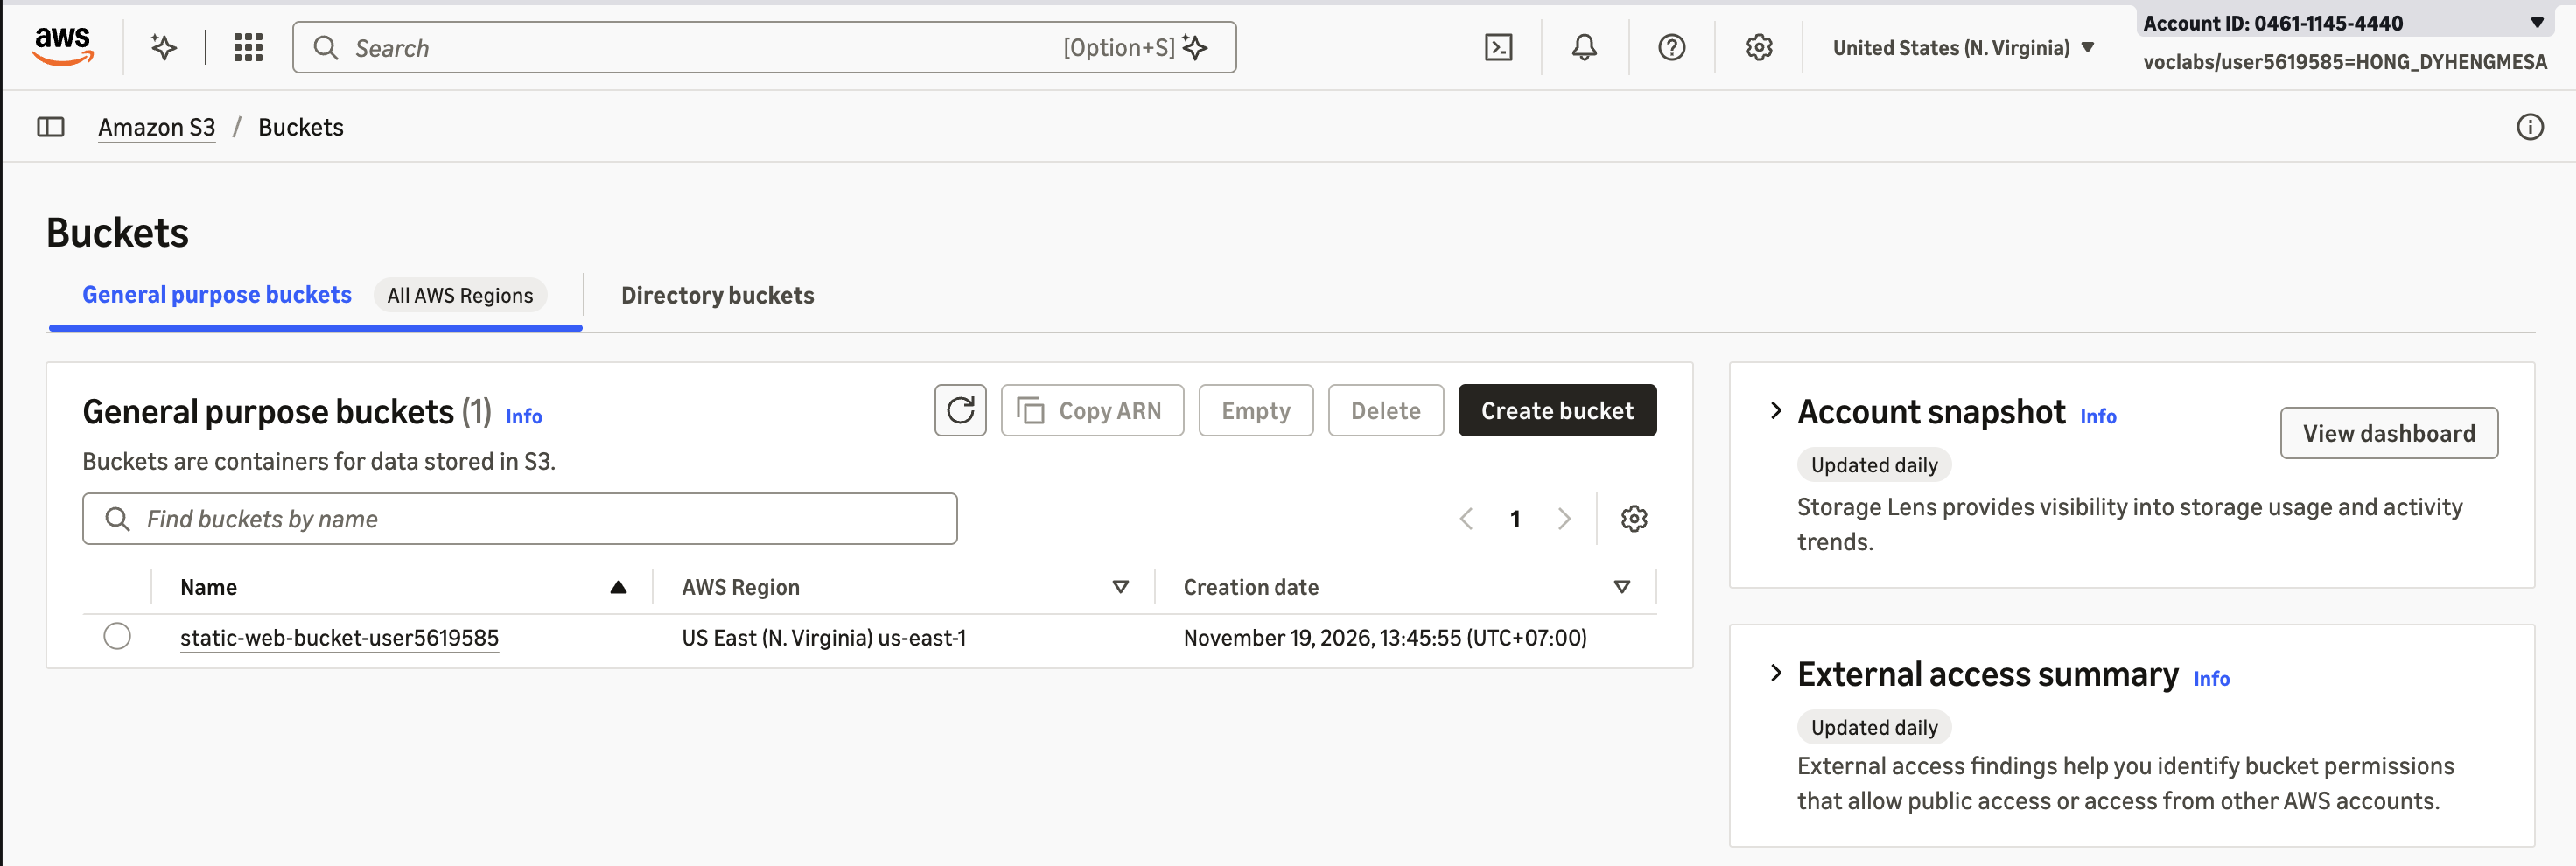 aws
Search [Option+S]
United States (N. Virginia)
Account ID: 0461-1145-4440
voclabs/user5619585=HONG_DYHENGMESA
Amazon S3 / Buckets
Buckets
General purpose buckets All AWS Regions Directory buckets
General purpose buckets (1) Info
Copy ARN Empty Delete Create bucket
Buckets are containers for data stored in S3.
Find buckets by name
1
Name AWS Region Creation date
static-web-bucket-user5619585 US East (N. Virginia) us-east-1 November 19, 2026, 13:45:55 (UTC+07:00)
Account snapshot Info
View dashboard
Updated daily
Storage Lens provides visibility into storage usage and activity
trends.
External access summary Info
Updated daily
External access findings help you identify bucket permissions
that allow public access or access from other AWS accounts.